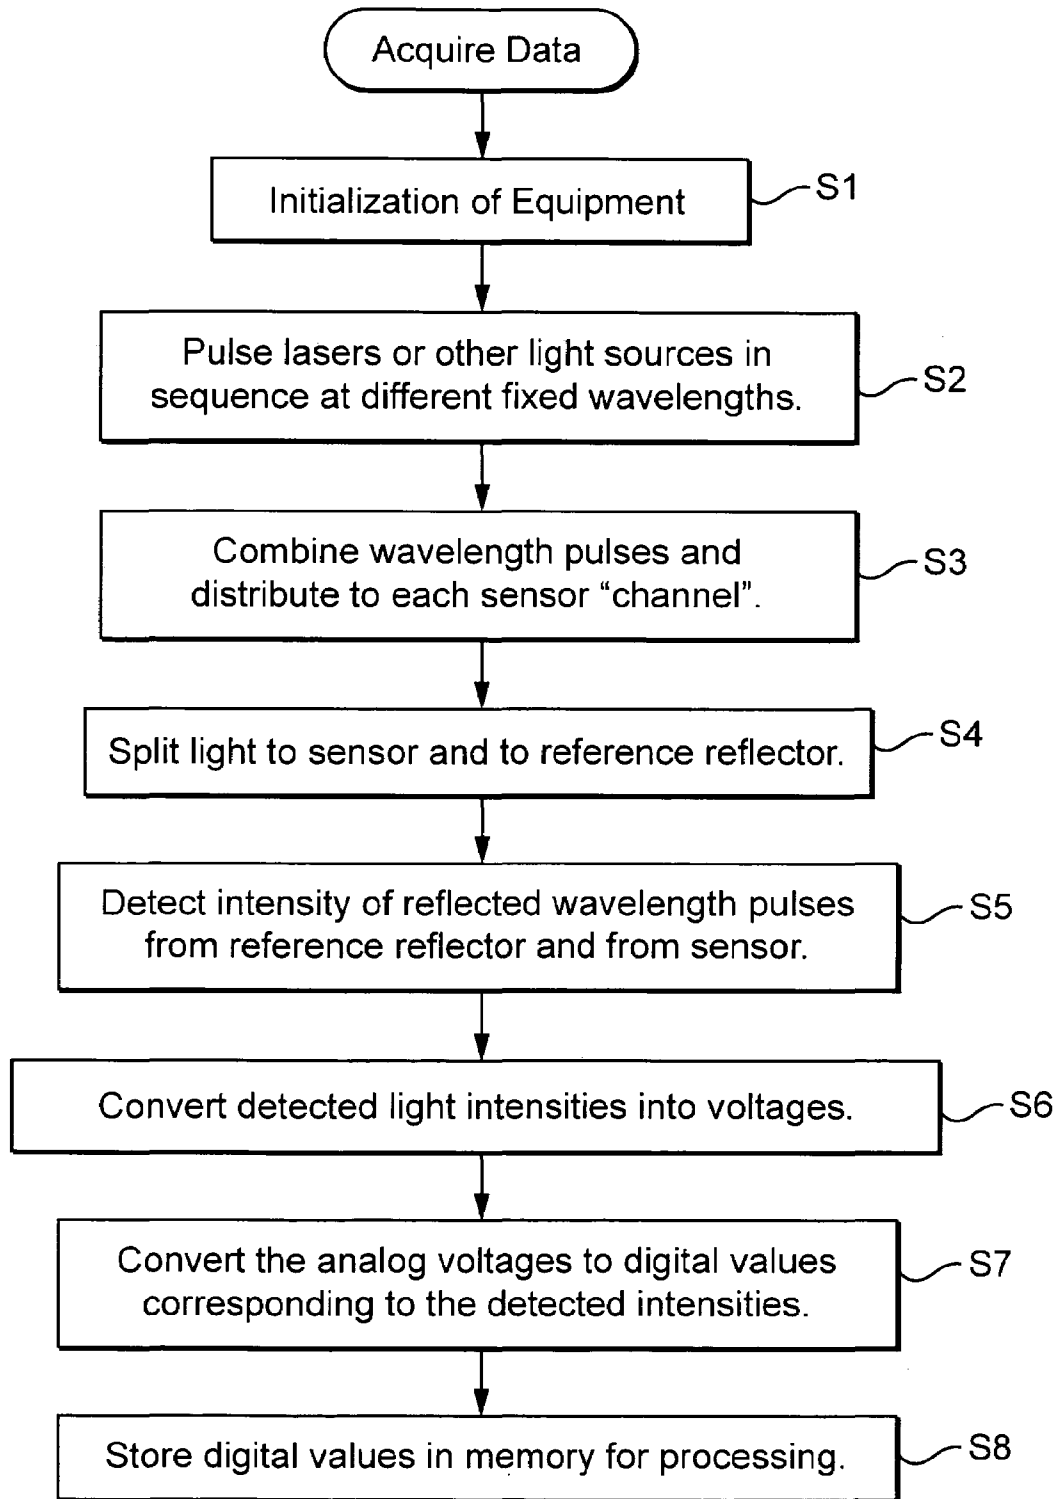 Acquire Data
Initialization of Equipment
S1
Pulse lasers or other light sources in
sequence at different fixed wavelengths.
S2
Combine wavelength pulses and
distribute to each sensor “channel”.
S3
Split light to sensor and to reference reflector.
S4
Detect intensity of reflected wavelength pulses
from reference reflector and from sensor.
S5
Convert detected light intensities into voltages.
S6
Convert the analog voltages to digital values
corresponding to the detected intensities.
S7
Store digital values in memory for processing.
S8